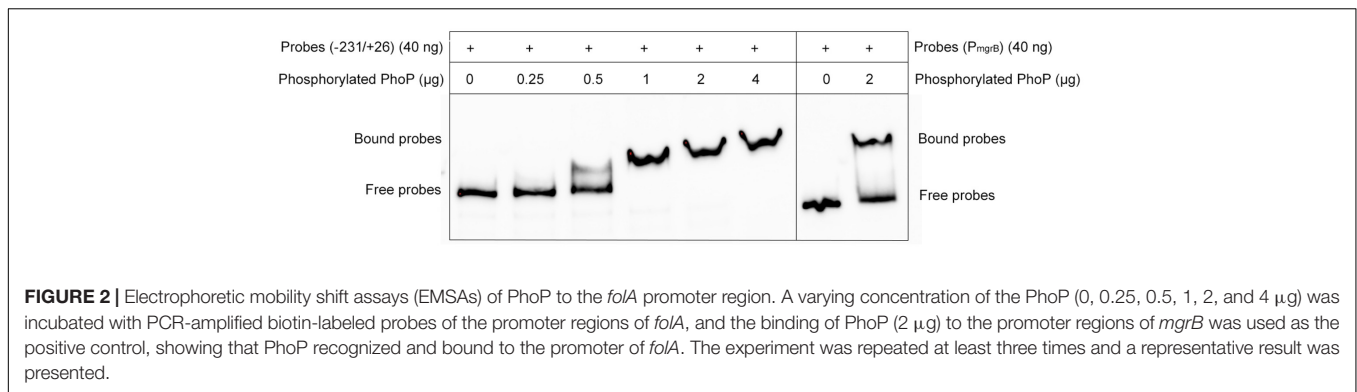 Probes (-231/+26) (40 ng) + + + + + + + + Probes (PmgrB) (40 ng)
Phosphorylated PhoP (μg) 0 0.25 0.5 1 2 4 0 2 Phosphorylated PhoP (μg)
Bound probes Bound probes
Free probes Free probes
FIGURE 2 | Electrophoretic mobility shift assays (EMSAs) of PhoP to the folA promoter region. A varying concentration of the PhoP (0, 0.25, 0.5, 1, 2, and 4 μg) was
incubated with PCR-amplified biotin-labeled probes of the promoter regions of folA, and the binding of PhoP (2 μg) to the promoter regions of mgrB was used as the
positive control, showing that PhoP recognized and bound to the promoter of folA. The experiment was repeated at least three times and a representative result was
presented.